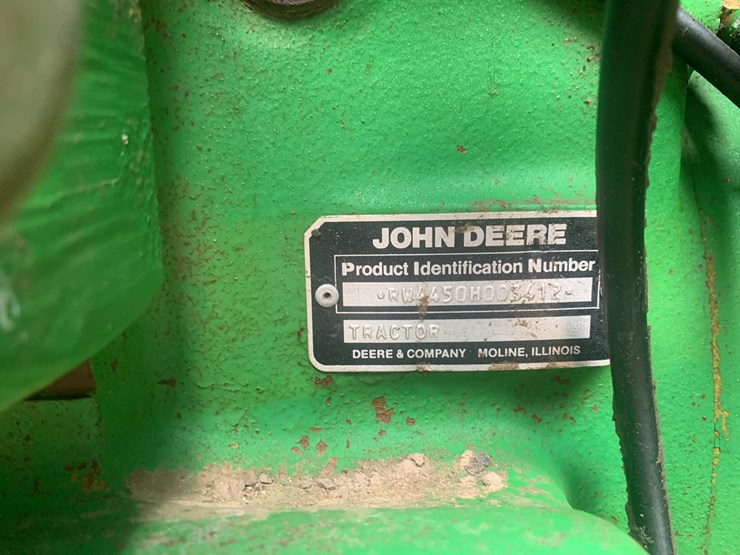 JOHN DEERE
Product Identification Number
*RW4450H003412*
TRACTOR
DEERE & COMPANY MOLINE, ILLINOIS